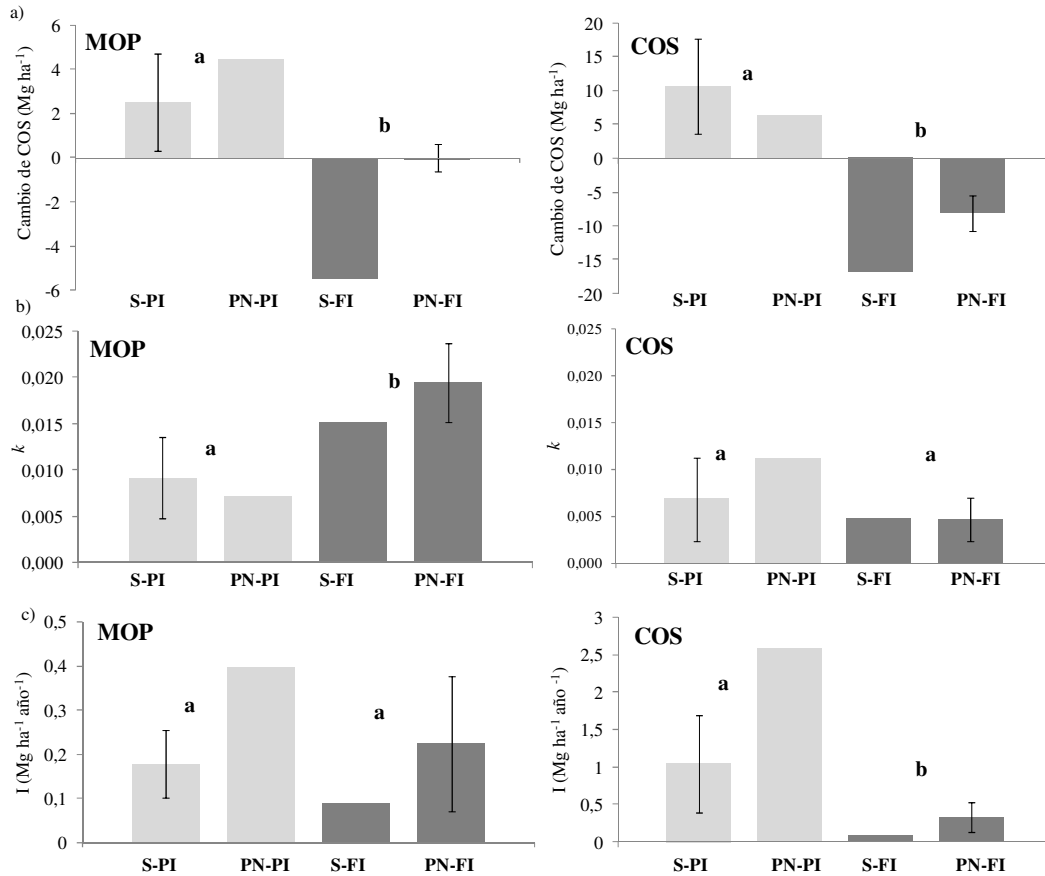 a)
MOP
Cambio de COS (Mg ha⁻¹)
6
4
2
0
-2
-4
-6
a
b
S-PI PN-PI S-FI PN-FI
COS
Cambio de COS (Mg ha⁻¹)
20
15
10
5
0
-5
-10
-15
-20
a
b
S-PI PN-PI S-FI PN-FI
b)
MOP
k
0,025
0,020
0,015
0,010
0,005
0,000
a
b
S-PI PN-PI S-FI PN-FI
COS
k
0,025
0,020
0,015
0,010
0,005
0,000
a
a
S-PI PN-PI S-FI PN-FI
c)
MOP
I (Mg ha⁻¹ año⁻¹)
0,5
0,4
0,3
0,2
0,1
0
a
a
S-PI PN-PI S-FI PN-FI
COS
I (Mg ha⁻¹ año ⁻¹)
3
2,5
2
1,5
1
0,5
0
a
b
S-PI PN-PI S-FI PN-FI